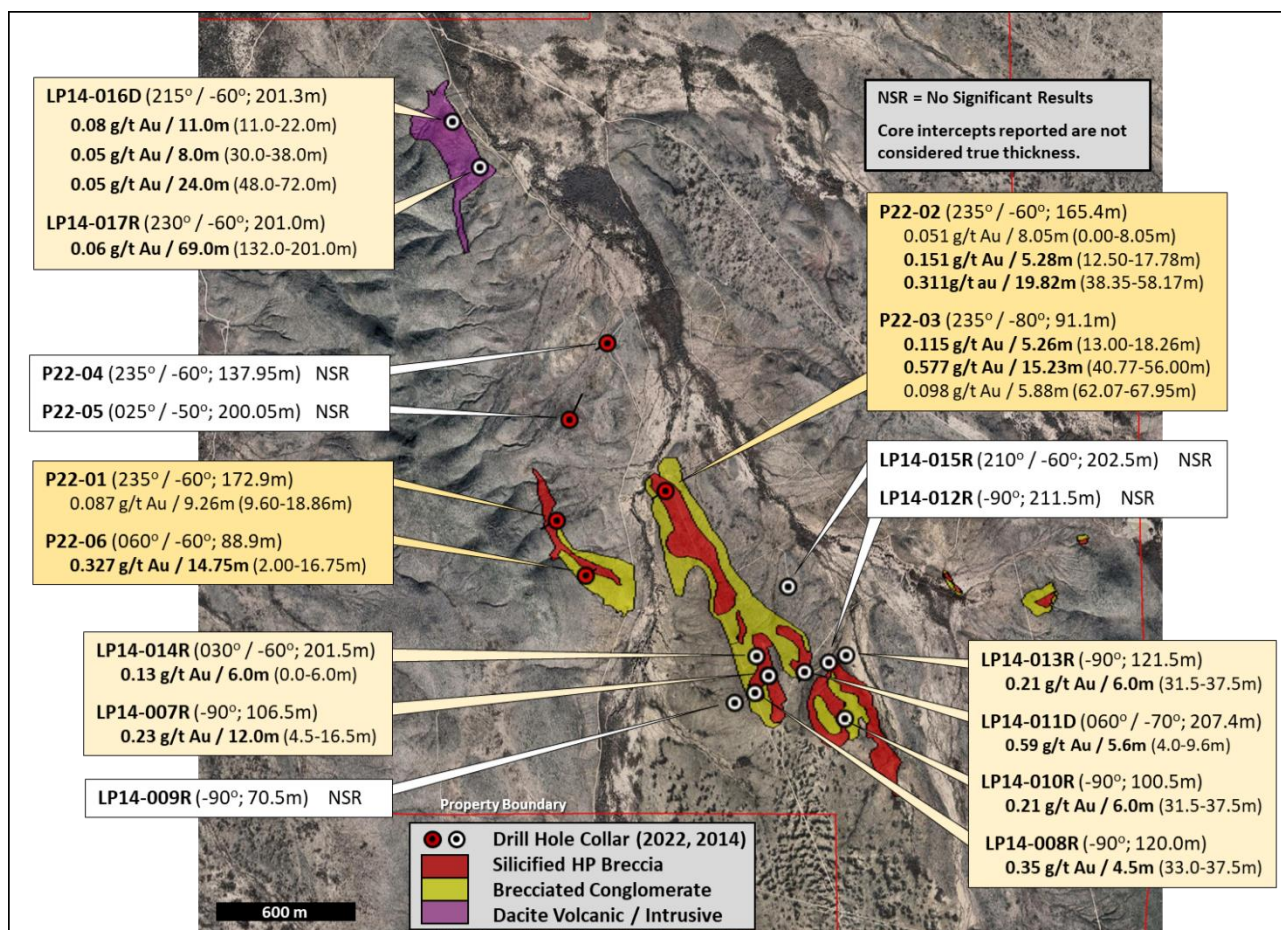 LP14-016D (215° / -60°; 201.3m)
0.08 g/t Au / 11.0m (11.0-22.0m)
0.05 g/t Au / 8.0m (30.0-38.0m)
0.05 g/t Au / 24.0m (48.0-72.0m)
LP14-017R (230° / -60°; 201.0m)
0.06 g/t Au / 69.0m (132.0-201.0m)
NSR = No Significant Results
Core intercepts reported are not
considered true thickness.
P22-02 (235° / -60°; 165.4m)
0.051 g/t Au / 8.05m (0.00-8.05m)
0.151 g/t Au / 5.28m (12.50-17.78m)
0.311g/t au / 19.82m (38.35-58.17m)
P22-03 (235° / -80°; 91.1m)
0.115 g/t Au / 5.26m (13.00-18.26m)
0.577 g/t Au / 15.23m (40.77-56.00m)
0.098 g/t Au / 5.88m (62.07-67.95m)
P22-04 (235° / -60°; 137.95m) NSR
P22-05 (025° / -50°; 200.05m) NSR
P22-01 (235° / -60°; 172.9m)
0.087 g/t Au / 9.26m (9.60-18.86m)
P22-06 (060° / -60°; 88.9m)
0.327 g/t Au / 14.75m (2.00-16.75m)
LP14-015R (210° / -60°; 202.5m) NSR
LP14-012R (-90°; 211.5m) NSR
LP14-014R (030° / -60°; 201.5m)
0.13 g/t Au / 6.0m (0.0-6.0m)
LP14-007R (-90°; 106.5m)
0.23 g/t Au / 12.0m (4.5-16.5m)
LP14-009R (-90°; 70.5m) NSR
LP14-013R (-90°; 121.5m)
0.21 g/t Au / 6.0m (31.5-37.5m)
LP14-011D (060° / -70°; 207.4m)
0.59 g/t Au / 5.6m (4.0-9.6m)
LP14-010R (-90°; 100.5m)
0.21 g/t Au / 6.0m (31.5-37.5m)
LP14-008R (-90°; 120.0m)
0.35 g/t Au / 4.5m (33.0-37.5m)
Property Boundary
Drill Hole Collar (2022, 2014)
Silicified HP Breccia
Brecciated Conglomerate
Dacite Volcanic / Intrusive
600 m